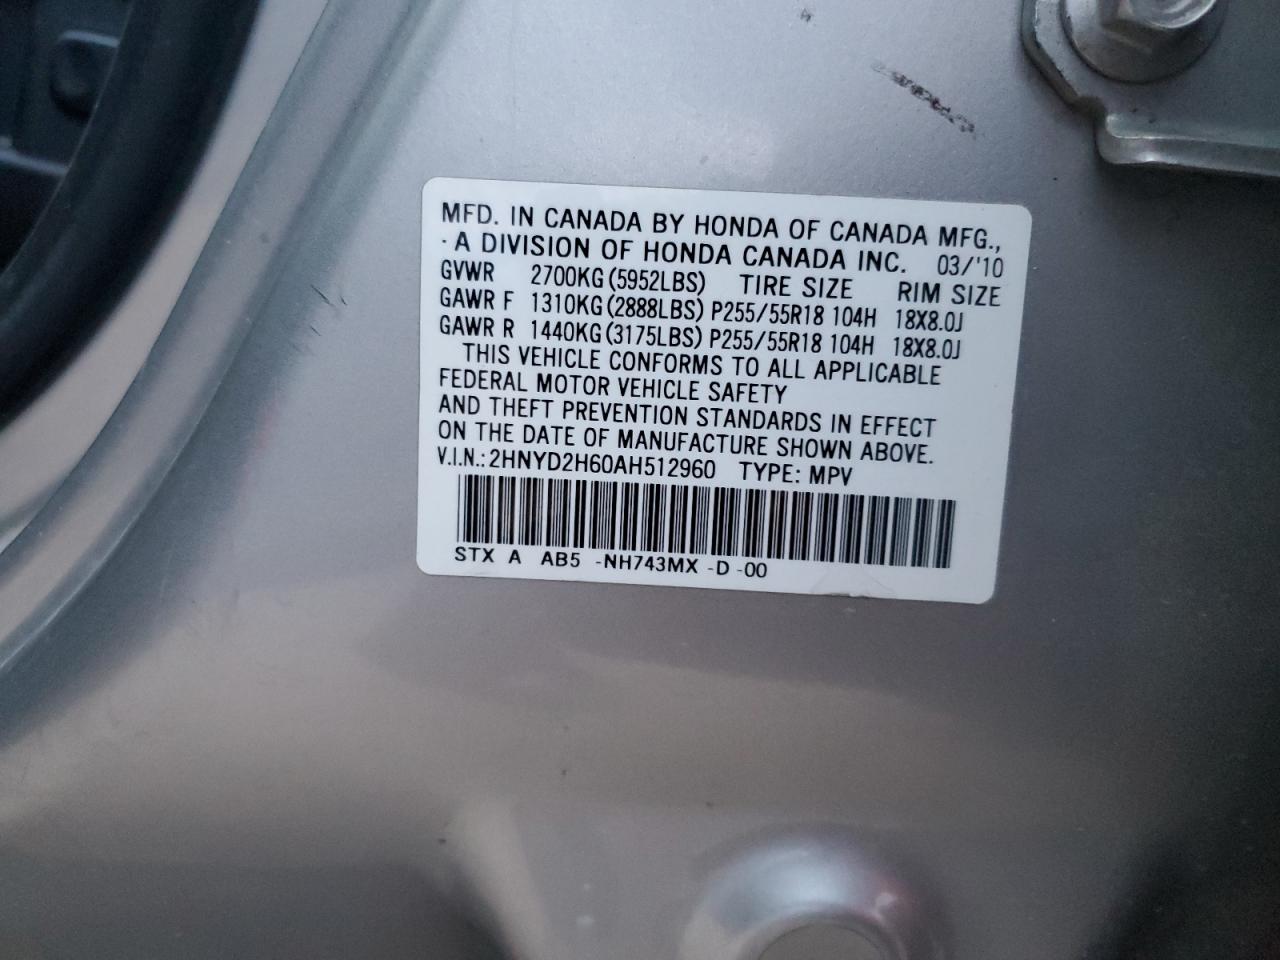 MFD. IN CANADA BY HONDA OF CANADA MFG.,
· A DIVISION OF HONDA CANADA INC. 03/'10
GVWR 2700KG (5952LBS) TIRE SIZE RIM SIZE
GAWR F 1310KG (2888LBS) P255/55R18 104H 18X8.0J
GAWR R 1440KG (3175LBS) P255/55R18 104H 18X8.0J
THIS VEHICLE CONFORMS TO ALL APPLICABLE
FEDERAL MOTOR VEHICLE SAFETY
AND THEFT PREVENTION STANDARDS IN EFFECT
ON THE DATE OF MANUFACTURE SHOWN ABOVE.
V.I.N.: 2HNYD2H60AH512960 TYPE: MPV
STX A AB5 -NH743MX -D -00